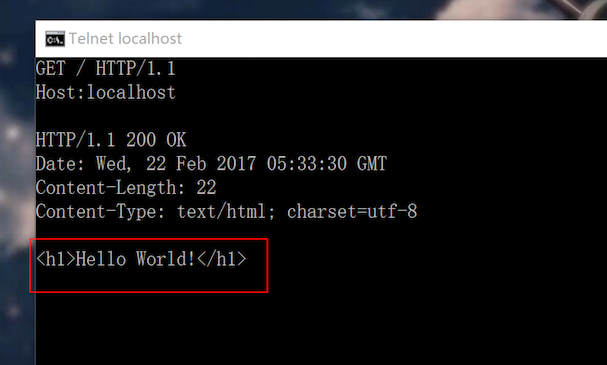 Telnet localhost
GET / HTTP/1.1
Host:localhost
HTTP/1.1 200 OK
Date: Wed, 22 Feb 2017 05:33:30 GMT
Content-Length: 22
Content-Type: text/html; charset=utf-8
<h1>Hello World!</h1>